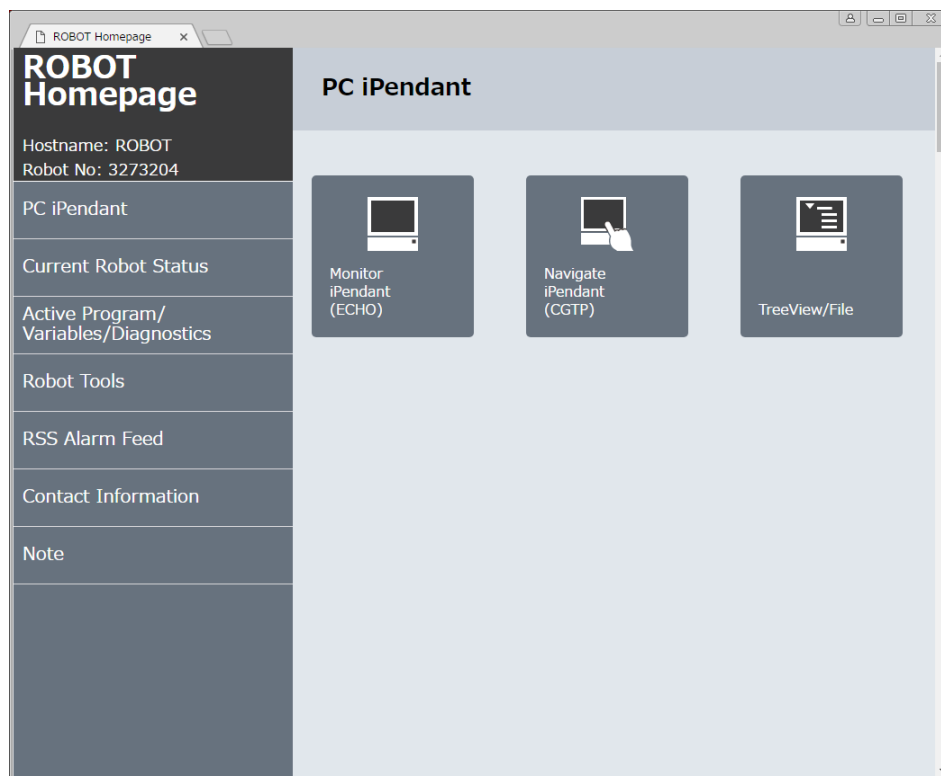 ROBOT Homepage
ROBOT
Homepage
Hostname: ROBOT
Robot No: 3273204
PC iPendant
Current Robot Status
Active Program/
Variables/Diagnostics
Robot Tools
RSS Alarm Feed
Contact Information
Note
PC iPendant
Monitor
iPendant
(ECHO)
Navigate
iPendant
(CGTP)
TreeView/File